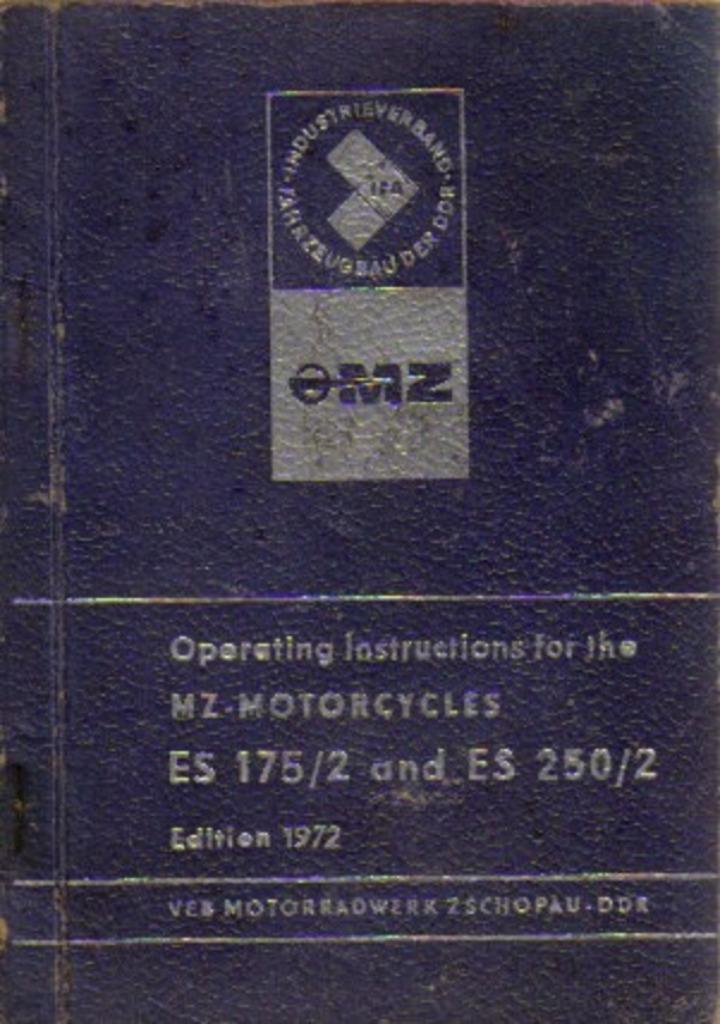 INDUSTRIEVERBAND
FAHRZEUGBAU DER DDR
IFA
MZ
Operating Instructions for the
MZ-MOTORCYCLES
ES 175/2 and ES 250/2
Edition 1972
VEB MOTORRADWERK ZSCHOPAU-DDR